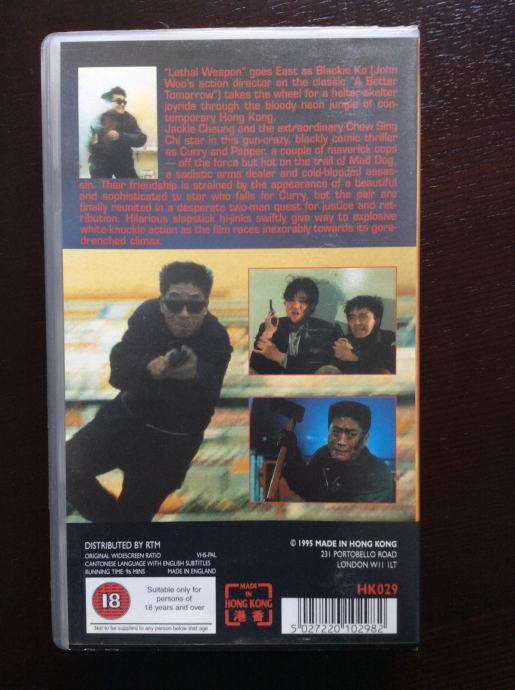 "Lethal Weapon" goes East as Blackie Ko (John
Woo's action director on the classic "A Better
Tomorrow") takes the wheel for a helter-skelter
joyride through the bloody neon jungle of con-
temporary Hong Kong.
Jackie Cheung and the extraordinary Chow Sing
Chi star in this gun-crazy, blackly comic thriller
as Curry and Pepper, a couple of maverick cops
— off the force but hot on the trail of Mad Dog,
a sadistic arms dealer and cold-blooded assas-
sin. Their friendship is strained by the appearance of a beautiful
and sophisticated tv star who falls for Curry, but the pair are
finally reunited in a desperate two-man quest for justice and ret-
ribution. Hilarious slapstick hi-jinks swiftly give way to explosive
white-knuckle action as the film races inexorably towards its gore-
drenched climax.
DISTRIBUTED BY RTM
ORIGINAL WIDESCREEN RATIO VHS-PAL
CANTONESE LANGUAGE WITH ENGLISH SUBTITLES
RUNNING TIME: 96 MINS MADE IN ENGLAND
© 1995 MADE IN HONG KONG
231 PORTOBELLO ROAD
LONDON W11 1LT
HK029
18
Suitable only for
persons of
18 years and over
Not to be supplied to any person below that age
MADE
IN
HONG KONG
港香
5 027220 102982